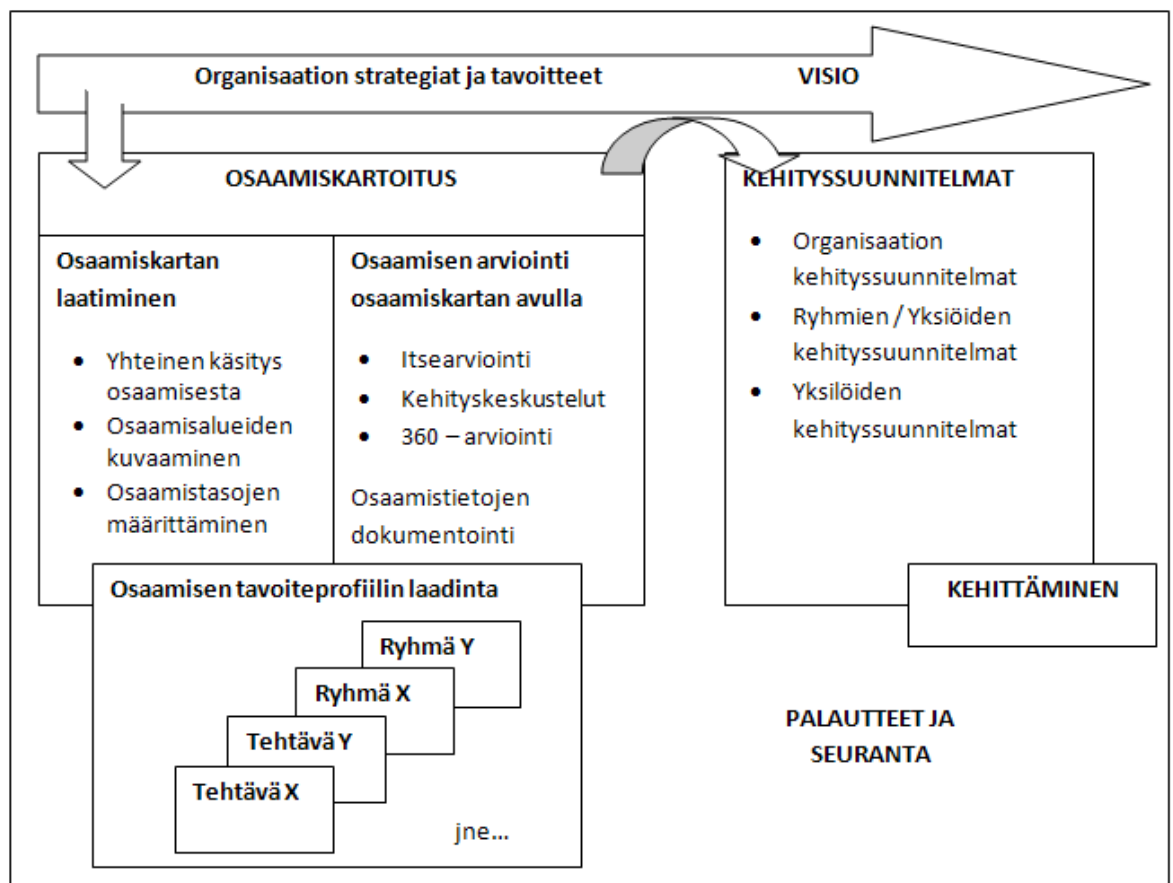 Organisaation strategiat ja tavoitteet
VISIO
OSAAMISKARTOITUS
Osaamiskartan
laatiminen
• Yhteinen käsitys
osaamisesta
• Osaamisalueiden
kuvaaminen
• Osaamistasojen
määrittäminen
Osaamisen arviointi
osaamiskartan avulla
• Itsearviointi
• Kehityskeskustelut
• 360 – arviointi
Osaamistietojen
dokumentointi
Osaamisen tavoiteprofiilin laadinta
Ryhmä Y
Ryhmä X
Tehtävä Y
Tehtävä X
jne...
KEHITYSSUUNNITELMAT
• Organisaation
kehityssuunnitelmat
• Ryhmien / Yksiöiden
kehityssuunnitelmat
• Yksilöiden
kehityssuunnitelmat
KEHITTÄMINEN
PALAUTTEET JA
SEURANTA